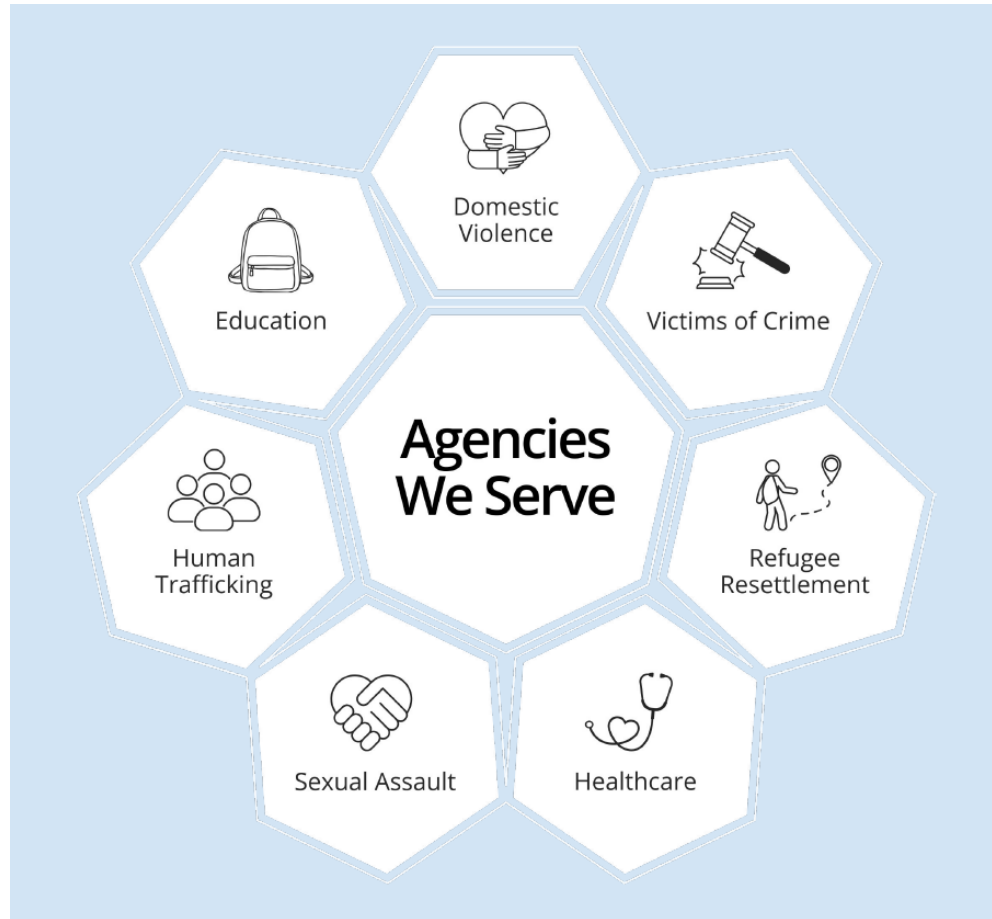 Domestic
Violence
Education
Victims of Crime
Agencies
We Serve
Human
Trafficking
Refugee
Resettlement
Sexual Assault
Healthcare